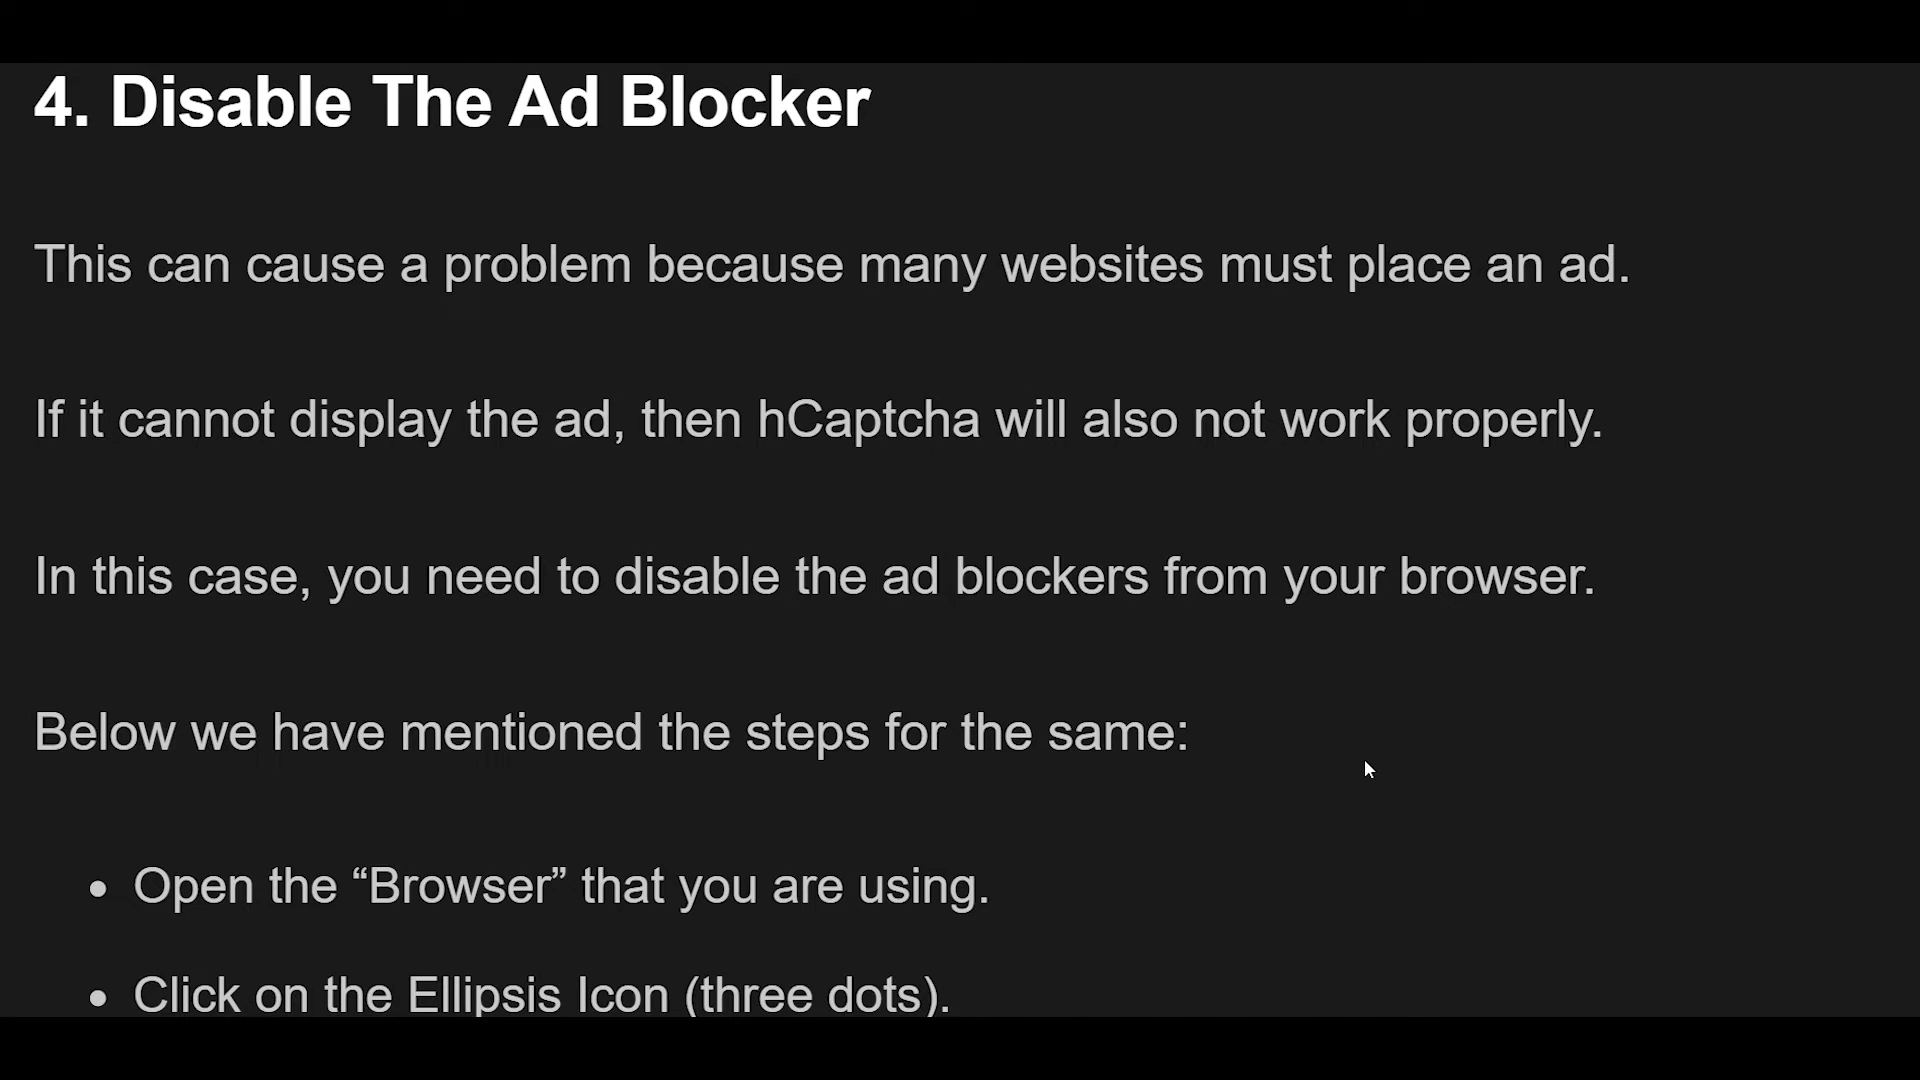 4. Disable The Ad Blocker
This can cause a problem because many websites must place an ad.
If it cannot display the ad, then hCaptcha will also not work properly.
In this case, you need to disable the ad blockers from your browser.
Below we have mentioned the steps for the same:
• Open the “Browser” that you are using.
• Click on the Ellipsis Icon (three dots).